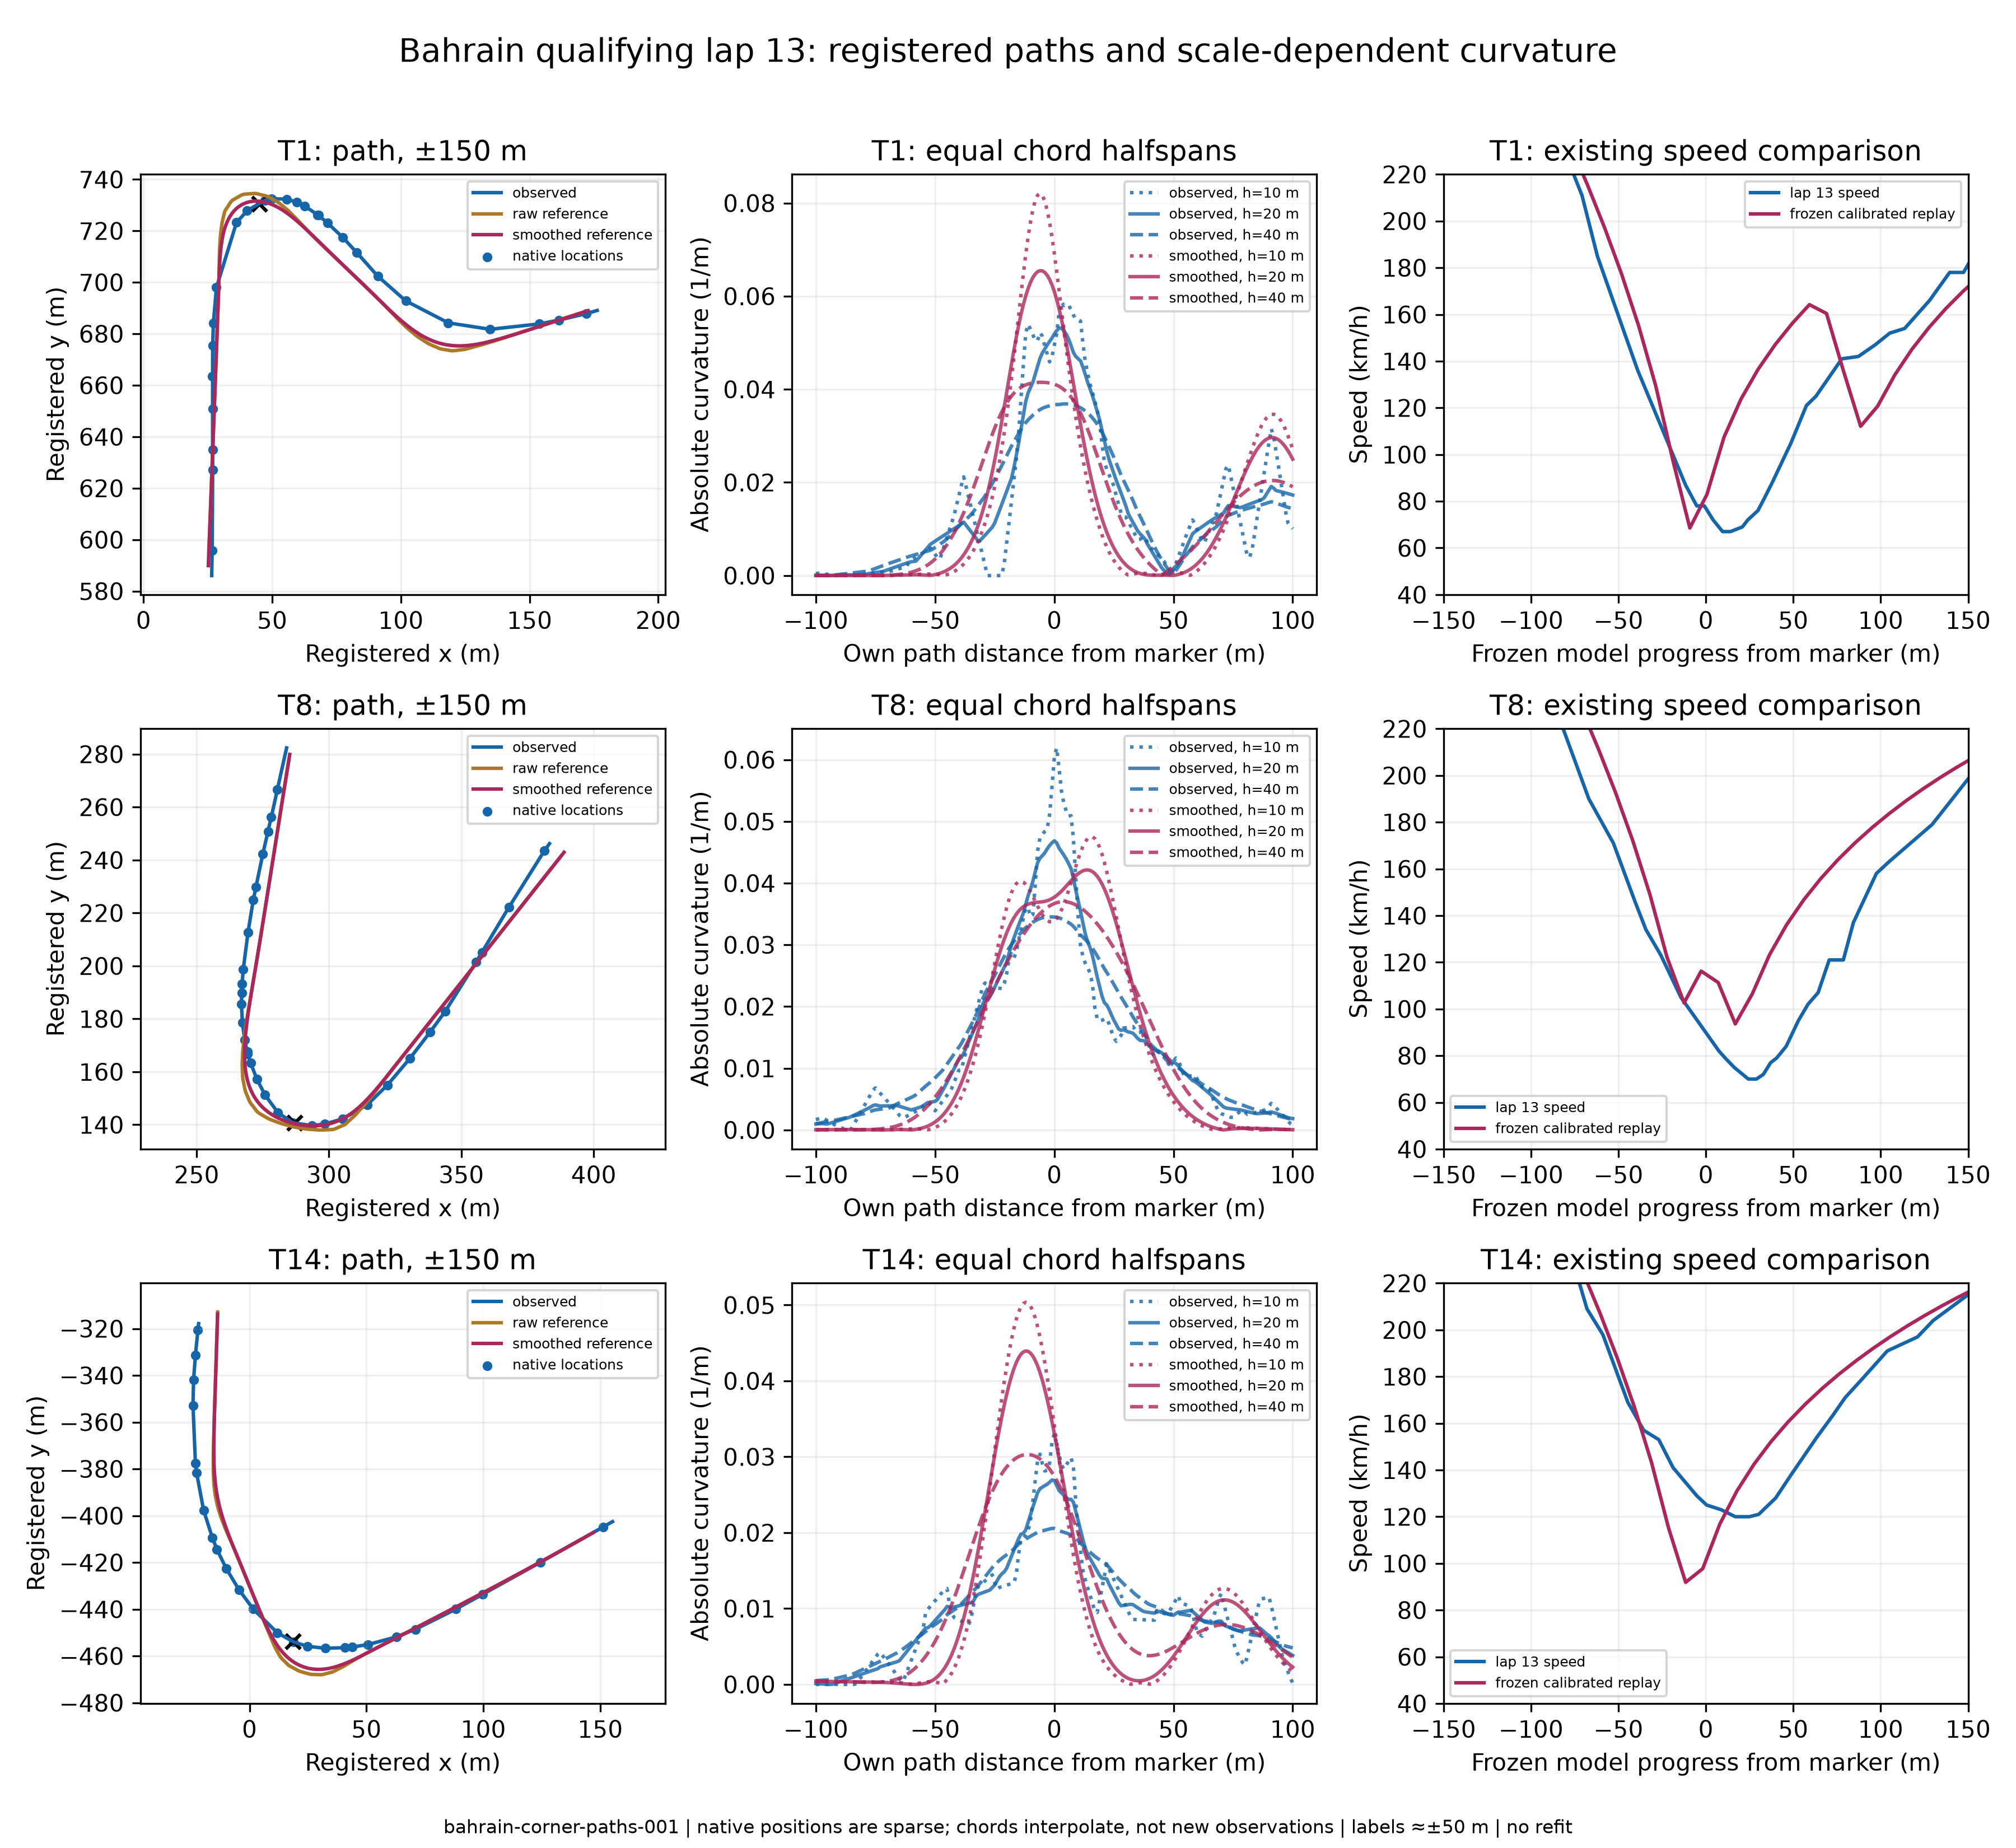 Bahrain qualifying lap 13: registered paths and scale-dependent curvature
T1: path, ±150 m
740
720
700
680
660
640
620
600
580
0
50
100
150
200
Registered y (m)
Registered x (m)
observed
raw reference
smoothed reference
native locations
T1: equal chord halfspans
0.08
0.06
0.04
0.02
0.00
−100
−50
0
50
100
Absolute curvature (1/m)
Own path distance from marker (m)
observed, h=10 m
observed, h=20 m
observed, h=40 m
smoothed, h=10 m
smoothed, h=20 m
smoothed, h=40 m
T1: existing speed comparison
220
200
180
160
140
120
100
80
60
40
−150
−100
−50
0
50
100
150
Speed (km/h)
Frozen model progress from marker (m)
lap 13 speed
frozen calibrated replay
T8: path, ±150 m
280
260
240
220
200
180
160
140
250
300
350
400
Registered y (m)
Registered x (m)
observed
raw reference
smoothed reference
native locations
T8: equal chord halfspans
0.06
0.05
0.04
0.03
0.02
0.01
0.00
−100
−50
0
50
100
Absolute curvature (1/m)
Own path distance from marker (m)
observed, h=10 m
observed, h=20 m
observed, h=40 m
smoothed, h=10 m
smoothed, h=20 m
smoothed, h=40 m
T8: existing speed comparison
220
200
180
160
140
120
100
80
60
40
−150
−100
−50
0
50
100
150
Speed (km/h)
Frozen model progress from marker (m)
lap 13 speed
frozen calibrated replay
T14: path, ±150 m
−320
−340
−360
−380
−400
−420
−440
−460
−480
0
50
100
150
Registered y (m)
Registered x (m)
observed
raw reference
smoothed reference
native locations
T14: equal chord halfspans
0.05
0.04
0.03
0.02
0.01
0.00
−100
−50
0
50
100
Absolute curvature (1/m)
Own path distance from marker (m)
observed, h=10 m
observed, h=20 m
observed, h=40 m
smoothed, h=10 m
smoothed, h=20 m
smoothed, h=40 m
T14: existing speed comparison
220
200
180
160
140
120
100
80
60
40
−150
−100
−50
0
50
100
150
Speed (km/h)
Frozen model progress from marker (m)
lap 13 speed
frozen calibrated replay
bahrain-corner-paths-001 | native positions are sparse; chords interpolate, not new observations | labels ≈±50 m | no refit